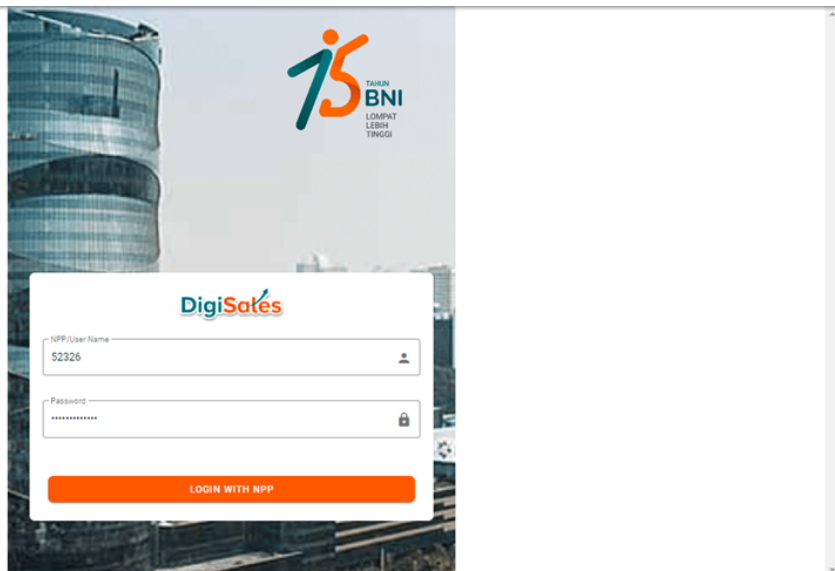 75
TAHUN
BNI
LOMPAT
LEBIH
TINGGI
DigiSales
NPP/User Name
52326
Password
•••••••••••••
LOGIN WITH NPP